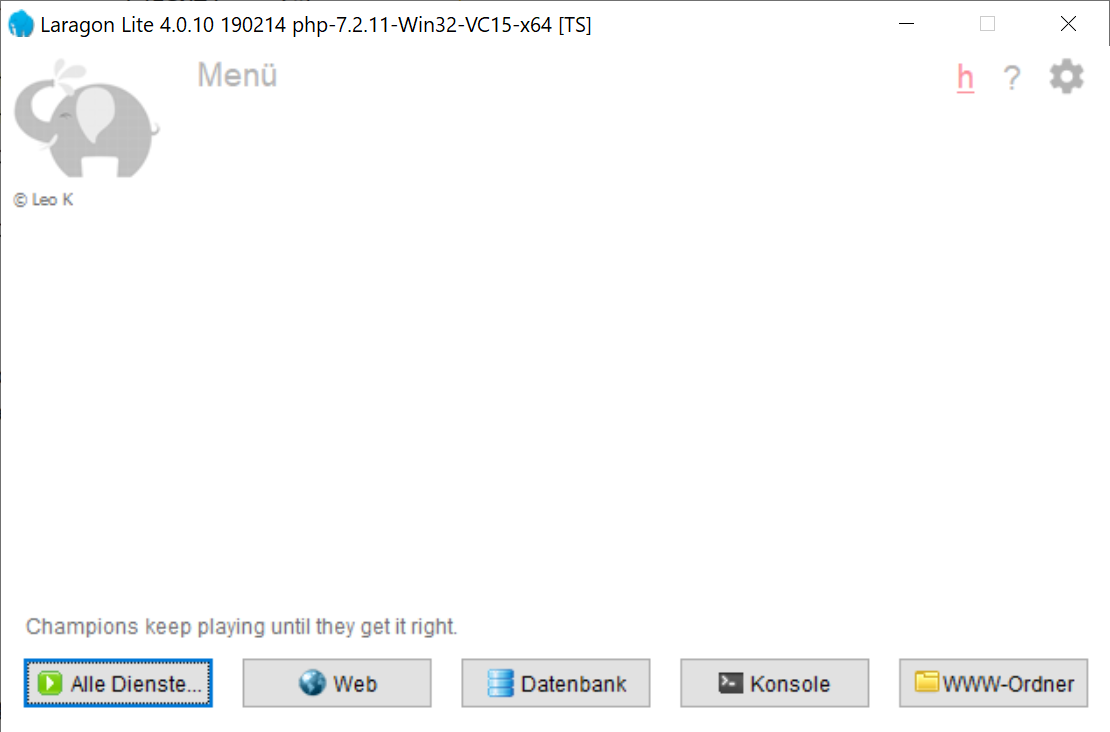 Laragon Lite 4.0.10 190214 php-7.2.11-Win32-VC15-x64 [TS]
Menü
h ?
© Leo K
Champions keep playing until they get it right.
Alle Dienste... Web Datenbank Konsole WWW-Ordner